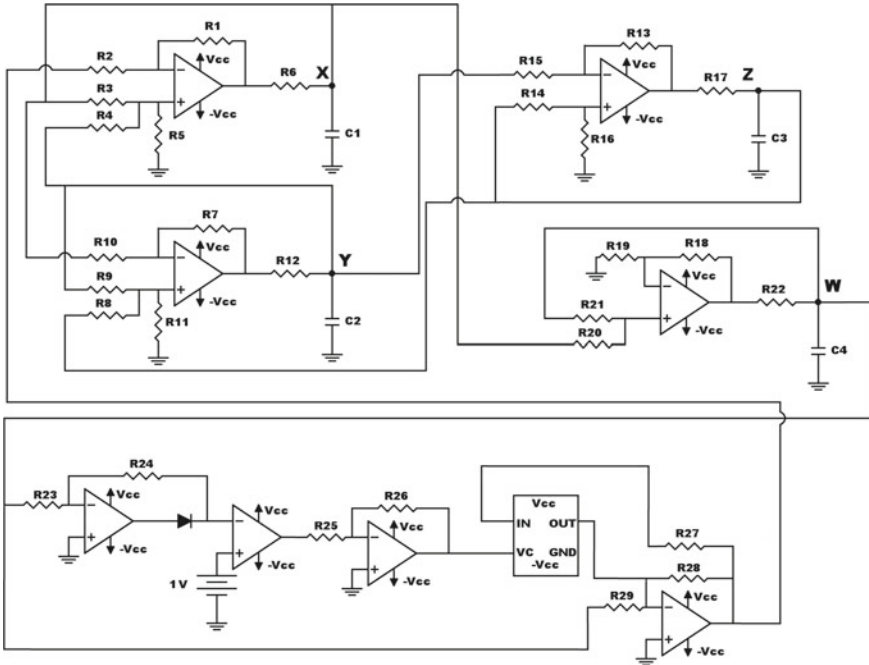 R1
R2
Vcc
R6
X
R3
R4
-Vcc
R5
C1
R13
R15
Vcc
R17
Z
R14
-Vcc
R16
C3
R7
R10
Vcc
R12
Y
R9
R8
-Vcc
R11
C2
R19
R18
Vcc
W
R22
R21
R20
-Vcc
C4
R24
R23
Vcc
-Vcc
Vcc
R25
-Vcc
1V
R26
Vcc
-Vcc
Vcc
IN OUT
VC GND
-Vcc
R27
R28
R29
Vcc
-Vcc